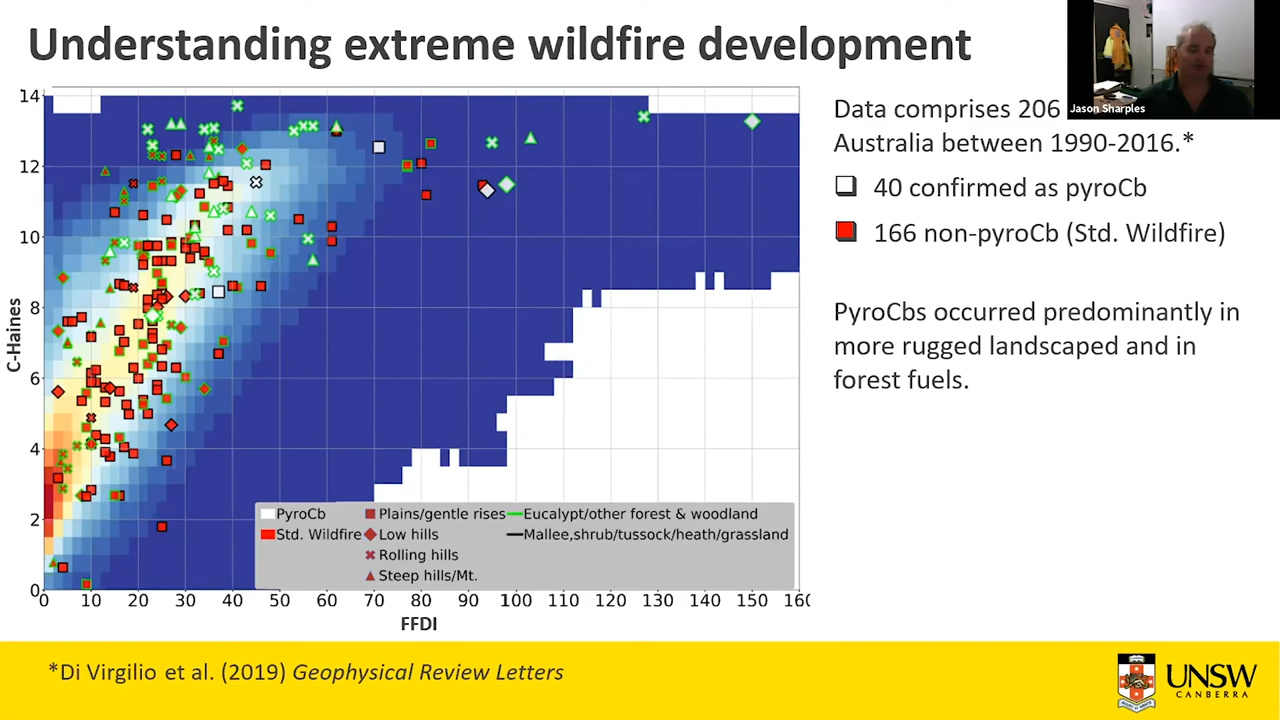 Understanding extreme wildfire development
Jason Sharples
Data comprises 206
Australia between 1990-2016.*
40 confirmed as pyroCb
166 non-pyroCb (Std. Wildfire)
PyroCbs occurred predominantly in
more rugged landscaped and in
forest fuels.
14
12
10
8
6
4
2
0
C-Haines
PyroCb
Std. Wildfire
Plains/gentle rises
Low hills
Rolling hills
Steep hills/Mt.
Eucalypt/other forest & woodland
Mallee,shrub/tussock/heath/grassland
0 10 20 30 40 50 60 70 80 90 100 110 120 130 140 150 160
FFDI
*Di Virgilio et al. (2019) Geophysical Review Letters
UNSW
CANBERRA